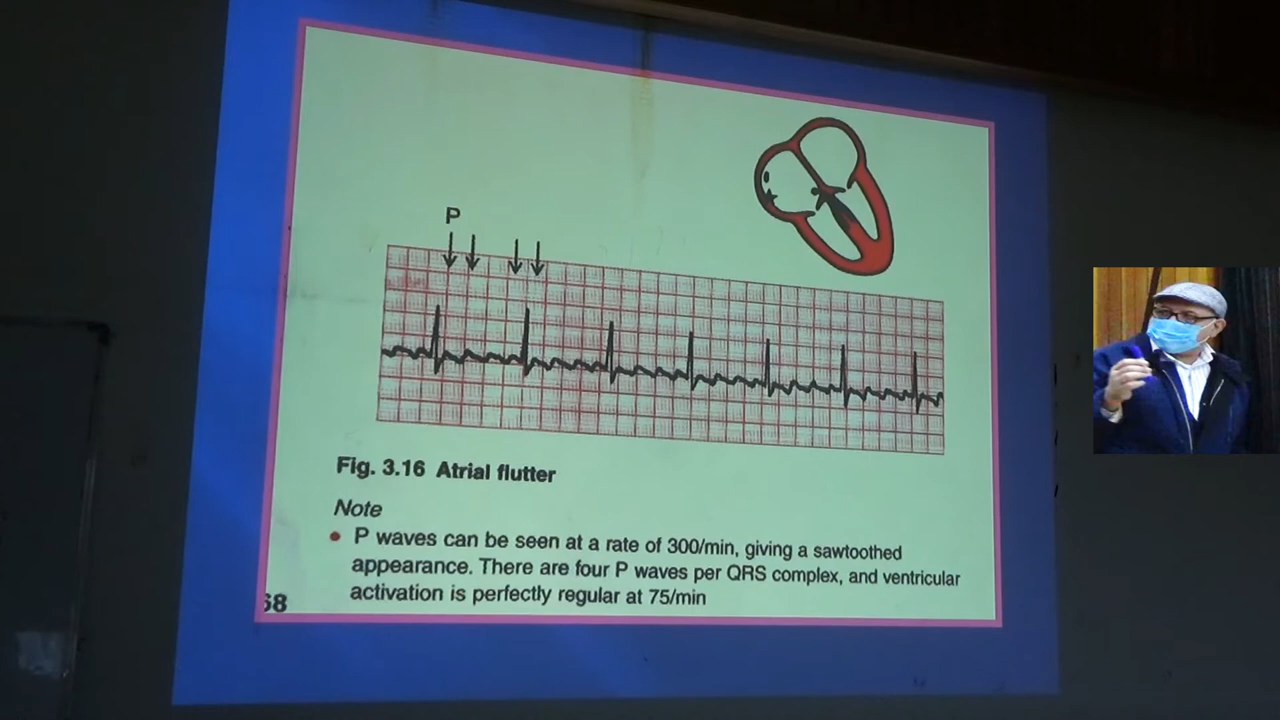 P
Fig. 3.16 Atrial flutter
Note
• P waves can be seen at a rate of 300/min, giving a sawtoothed
appearance. There are four P waves per QRS complex, and ventricular
activation is perfectly regular at 75/min
68